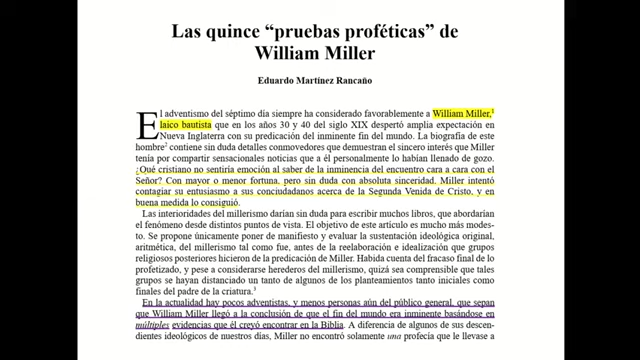 Las quince “pruebas proféticas” de
William Miller
Eduardo Martínez Rancaño
El adventismo del séptimo día siempre ha considerado favorablemente a William Miller,¹
laico bautista que en los años 30 y 40 del siglo XIX despertó amplia expectación en
Nueva Inglaterra con su predicación del inminente fin del mundo. La biografía de este
hombre² contiene sin duda detalles conmovedores que demuestran el sincero interés que Miller
tenía por compartir sensacionales noticias que a él personalmente lo habían llenado de gozo.
¿Qué cristiano no sentiría emoción al saber de la inminencia del encuentro cara a cara con el
Señor? Con mayor o menor fortuna, pero sin duda con absoluta sinceridad, Miller intentó
contagiar su entusiasmo a sus conciudadanos acerca de la Segunda Venida de Cristo, y en
buena medida lo consiguió.
Las interioridades del millerismo darían sin duda para escribir muchos libros, que abordarían
el fenómeno desde distintos puntos de vista. El objetivo de este artículo es mucho más modes-
to. Se propone únicamente poner de manifiesto y evaluar la sustentación ideológica original,
aritmética, del millerismo tal como fue, antes de la reelaboración e idealización que grupos
religiosos posteriores hicieron de la predicación de Miller. Habida cuenta del fracaso final de lo
profetizado, y pese a considerarse herederos del millerismo, quizá sea comprensible que tales
grupos se hayan distanciado un tanto de algunos de los planteamientos tanto iniciales como
finales del padre de la criatura.³
En la actualidad hay pocos adventistas, y menos personas aún del público general, que sepan
que William Miller llegó a la conclusión de que el fin del mundo era inminente basándose en
múltiples evidencias que él creyó encontrar en la Biblia. A diferencia de algunos de sus descen-
dientes ideológicos de nuestros días, Miller no encontró solamente una profecía que le llevase a